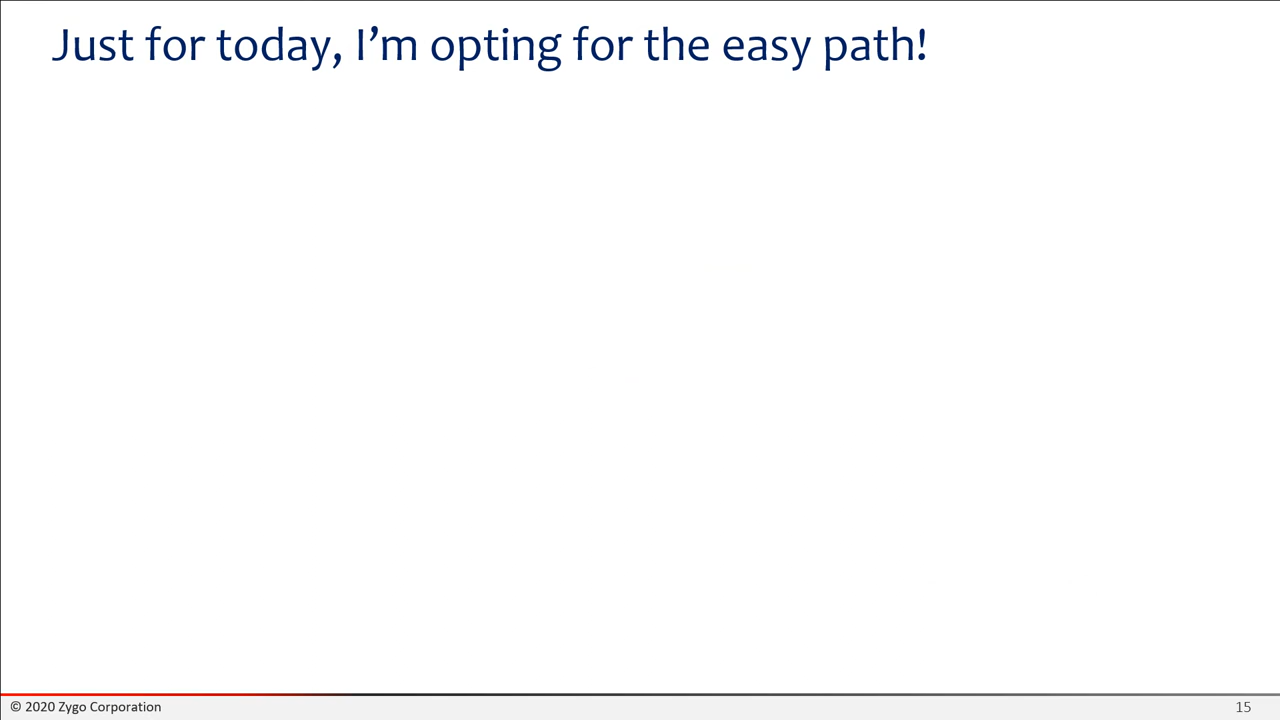 Just for today, I’m opting for the easy path!
© 2020 Zygo Corporation
15